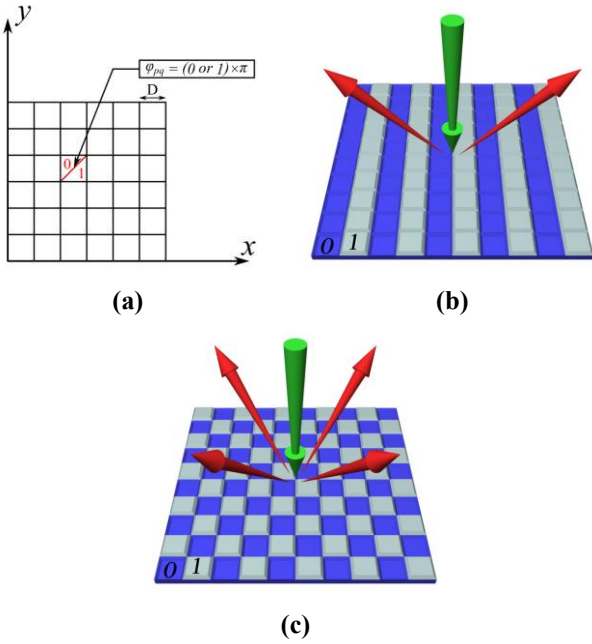 y
φpq = (0 or 1) × π
D
0
1
x
0 1
(a)
(b)
0 1
(c)